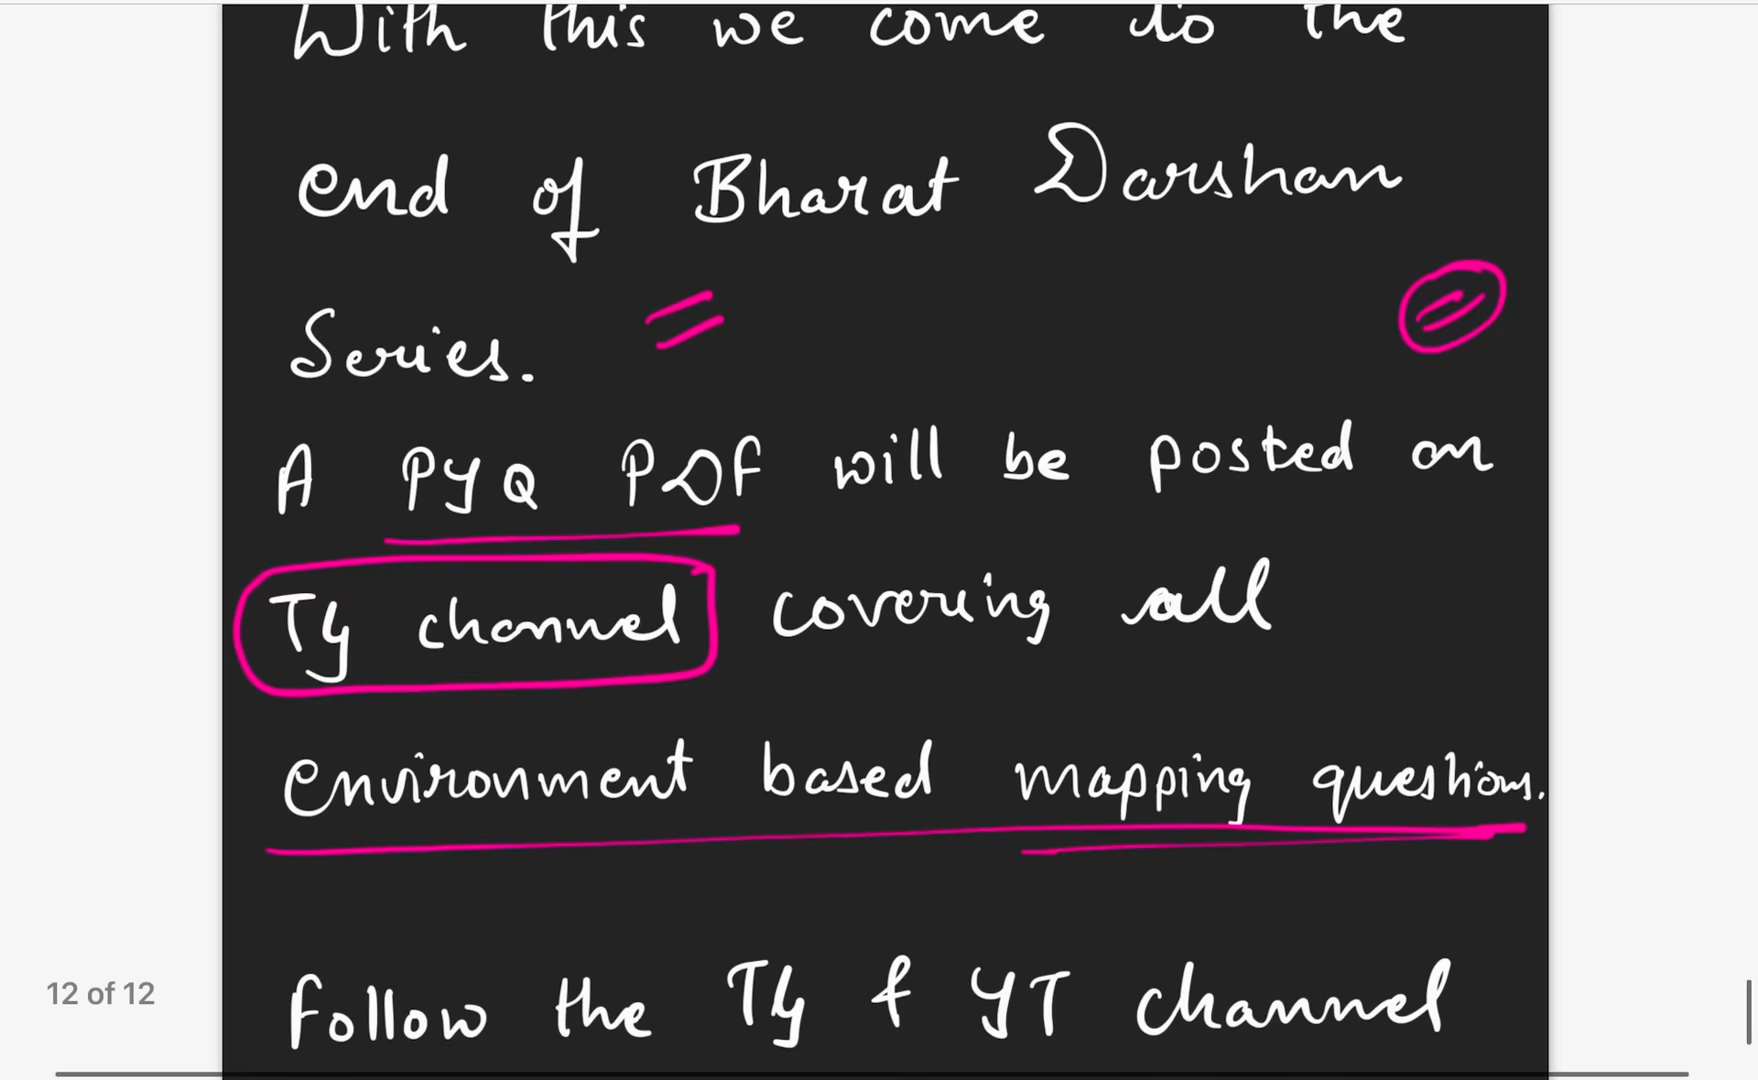 With this we come to the
end of Bharat Darshan
Series.
A PYQ PDF will be posted on
Tg channel covering all
environment based mapping questions.
12 of 12
Follow the Tg & YT channel